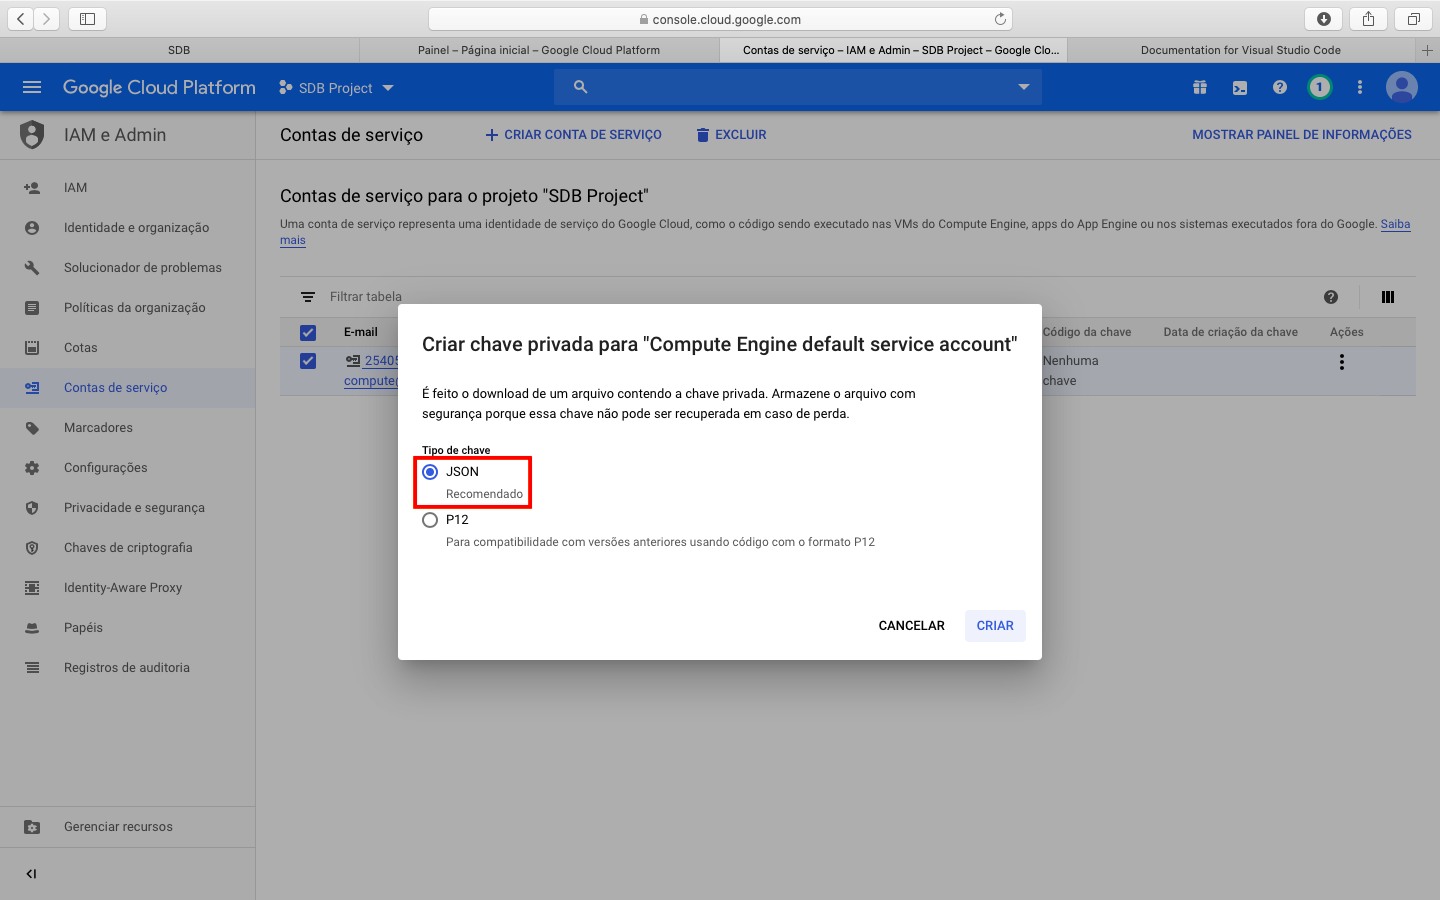 console.cloud.google.com
SDB
Painel – Página inicial – Google Cloud Platform
Contas de serviço – IAM e Admin – SDB Project – Google Clo...
Documentation for Visual Studio Code
Google Cloud Platform
SDB Project
1
IAM e Admin
Contas de serviço
CRIAR CONTA DE SERVIÇO
EXCLUIR
MOSTRAR PAINEL DE INFORMAÇÕES
IAM
Identidade e organização
Solucionador de problemas
Políticas da organização
Cotas
Contas de serviço
Marcadores
Configurações
Privacidade e segurança
Chaves de criptografia
Identity-Aware Proxy
Papéis
Registros de auditoria
Gerenciar recursos
Contas de serviço para o projeto "SDB Project"
Uma conta de serviço representa uma identidade de serviço do Google Cloud, como o código sendo executado nas VMs do Compute Engine, apps do App Engine ou nos sistemas executados fora do Google. Saiba
mais
Filtrar tabela
E-mail
Código da chave
Data de criação da chave
Ações
25405
compute@
Nenhuma
chave
Criar chave privada para "Compute Engine default service account"
É feito o download de um arquivo contendo a chave privada. Armazene o arquivo com
segurança porque essa chave não pode ser recuperada em caso de perda.
Tipo de chave
JSON
Recomendado
P12
Para compatibilidade com versões anteriores usando código com o formato P12
CANCELAR
CRIAR